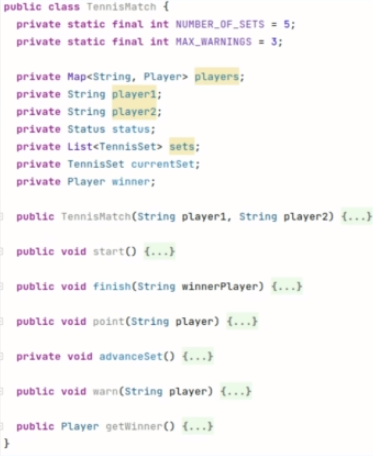 public class TennisMatch {
private static final int NUMBER_OF_SETS = 5;
private static final int MAX_WARNINGS = 3;
private Map<String, Player> players;
private String player1;
private String player2;
private Status status;
private List<TennisSet> sets;
private TennisSet currentSet;
private Player winner;
public TennisMatch(String player1, String player2) {...}
public void start() {...}
public void finish(String winnerPlayer) {...}
public void point(String player) {...}
private void advanceSet() {...}
public void warn(String player) {...}
public Player getWinner() {...}
}